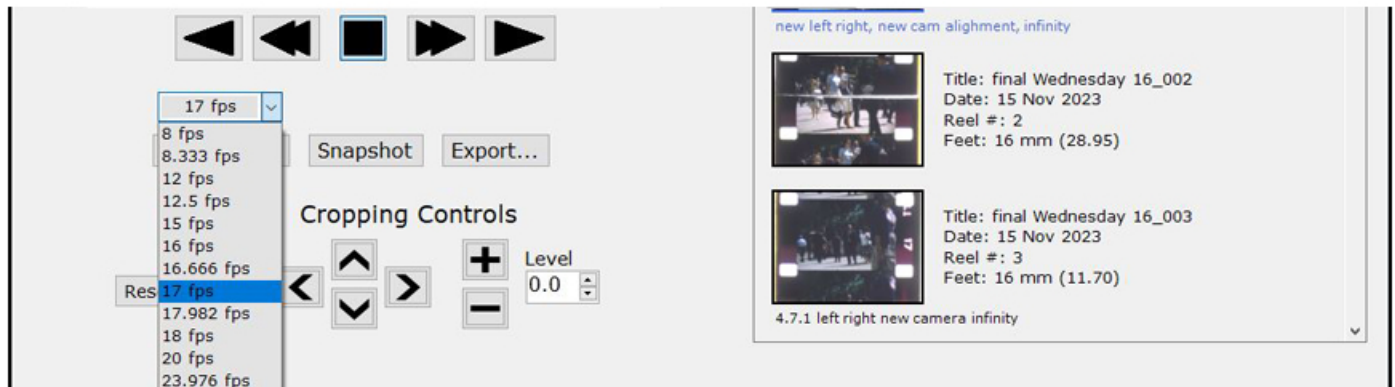 17 fps
8 fps
8.333 fps
12 fps
12.5 fps
15 fps
16 fps
16.666 fps
17 fps
17.982 fps
18 fps
20 fps
23.976 fps
Snapshot
Export...
Cropping Controls
Level
0.0
Res
new left right, new cam alighment, infinity
Title: final Wednesday 16_002
Date: 15 Nov 2023
Reel #: 2
Feet: 16 mm (28.95)
Title: final Wednesday 16_003
Date: 15 Nov 2023
Reel #: 3
Feet: 16 mm (11.70)
4.7.1 left right new camera infinity